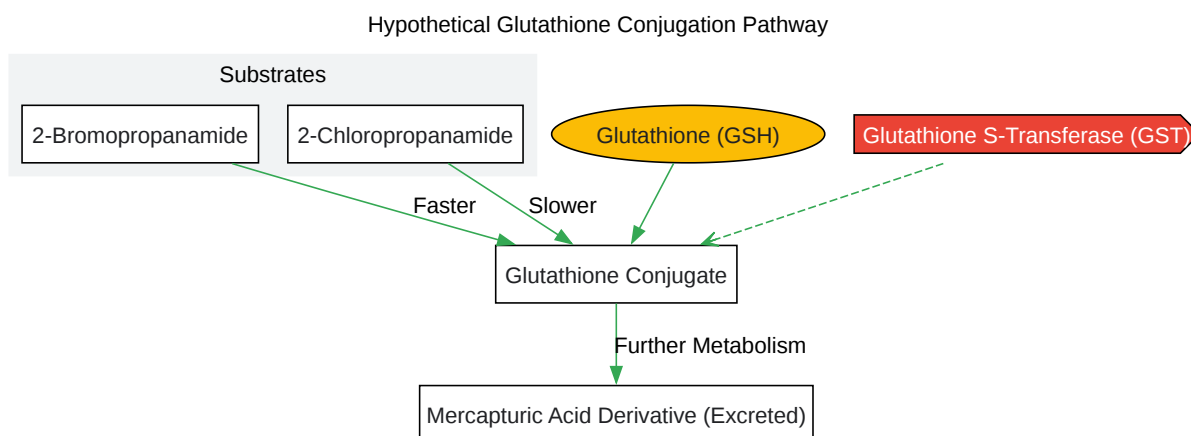 Hypothetical Glutathione Conjugation Pathway
Substrates
2-Bromopropanamide
2-Chloropropanamide
Glutathione (GSH)
Glutathione S-Transferase (GST)
Faster
Slower
Glutathione Conjugate
Further Metabolism
Mercapturic Acid Derivative (Excreted)